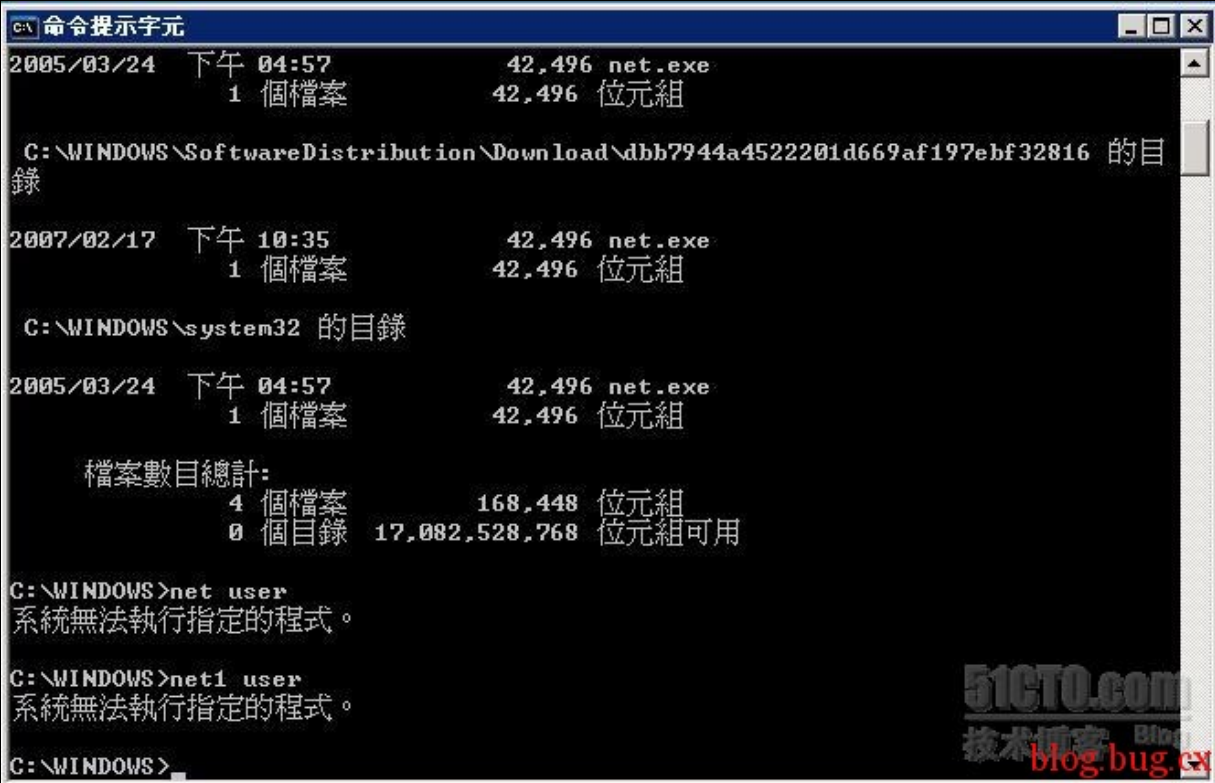 命令提示字元
2005/03/24  下午 04:57            42,496 net.exe
               1 個檔案          42,496 位元組
 C:\WINDOWS\SoftwareDistribution\Download\dbb7944a4522201d669af197ebf32816 的目
錄
2007/02/17  下午 10:35            42,496 net.exe
               1 個檔案          42,496 位元組
 C:\WINDOWS\system32 的目錄
2005/03/24  下午 04:57            42,496 net.exe
               1 個檔案          42,496 位元組
     檔案數目總計:
               4 個檔案         168,448 位元組
               0 個目錄  17,082,528,768 位元組可用
C:\WINDOWS>net user
系統無法執行指定的程式。
C:\WINDOWS>net1 user
系統無法執行指定的程式。
C:\WINDOWS>
51CTO.com
技术博客 Blog
blog.bug.cx